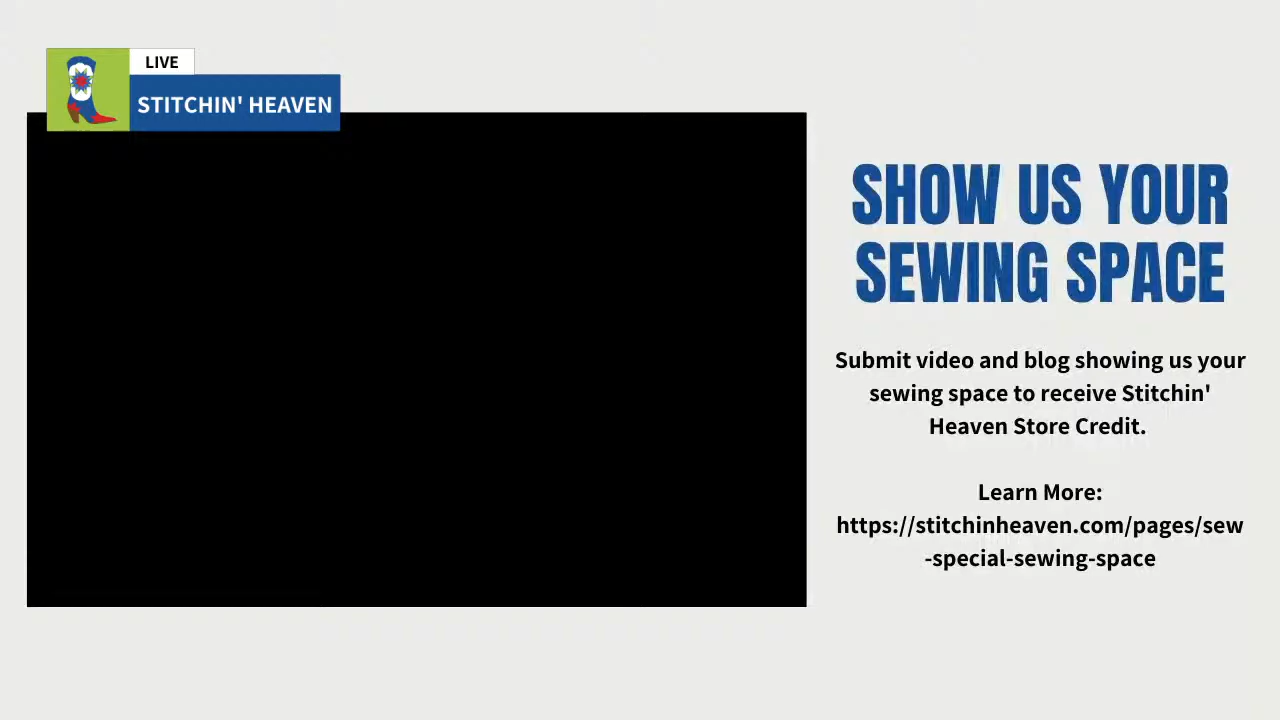 LIVE
STITCHIN' HEAVEN
SHOW US YOUR
SEWING SPACE
Submit video and blog showing us your
sewing space to receive Stitchin'
Heaven Store Credit.
Learn More:
https://stitchinheaven.com/pages/sew
-special-sewing-space